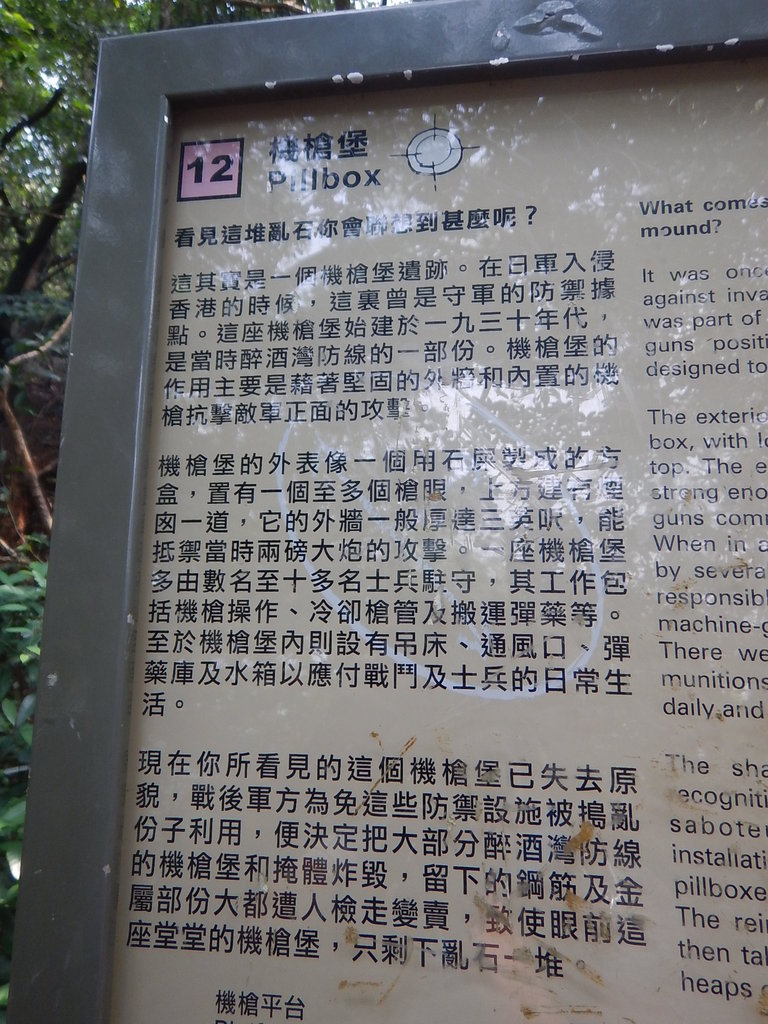 12
機槍堡
Pillbox
看見這堆亂石你會聯想到甚麼呢？
這其實是一個機槍堡遺跡。在日軍入侵
香港的時候，這裏曾是守軍的防禦據
點。這座機槍堡始建於一九三十年代，
是當時醉酒灣防線的一部份。機槍堡的
作用主要是藉著堅固的外牆和內置的機
槍抗擊敵軍正面的攻擊。
機槍堡的外表像一個用石屎製成的方
盒，置有一個至多個槍眼，上方建有煙
囪一道，它的外牆一般厚達三英呎，能
抵禦當時兩磅大炮的攻擊。一座機槍堡
多由數名至十多名士兵駐守，其工作包
括機槍操作、冷卻槍管及搬運彈藥等。
至於機槍堡內則設有吊床、通風口、彈
藥庫及水箱以應付戰鬥及士兵的日常生
活。
現在你所看見的這個機槍堡已失去原
貌，戰後軍方為免這些防禦設施被搗亂
份子利用，便決定把大部分醉酒灣防線
的機槍堡和掩體炸毀，留下的鋼筋及金
屬部份大都遭人檢走變賣，致使眼前這
座堂堂的機槍堡，只剩下亂石一堆。
機槍平台
What comes
mound?
It was once
against inva
was part of
guns positi
designed to
The exterio
box, with lo
top. The e
strong eno
guns comm
When in a
by severa
responsibl
machine-g
There we
munitions
daily and
The sha
ecogniti
saboter
installati
pillboxe
The rei
then tal
heaps